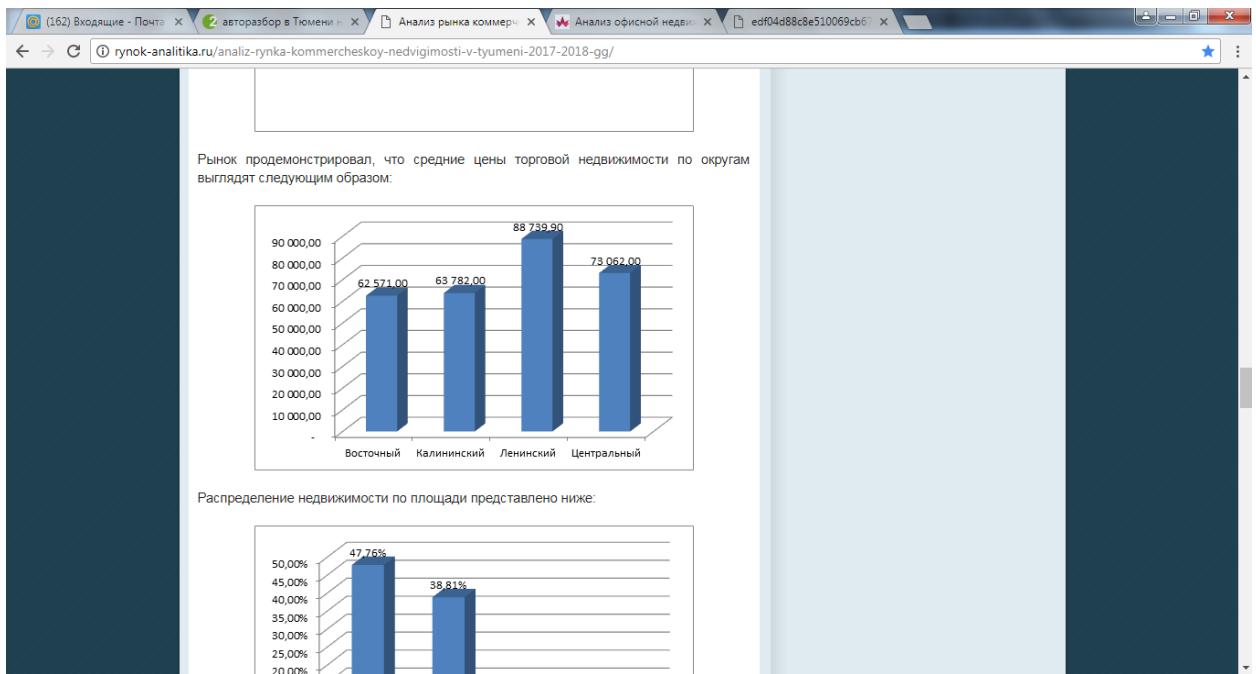 (162) Входящие - Почта
авторазбор в Тюмени н
Анализ рынка коммерч
Анализ офисной недви
edf04d88c8e510069cb67
rynok-analitika.ru/analiz-rynka-kommercheskoy-nedvigimosti-v-tyumeni-2017-2018-gg/
Рынок продемонстрировал, что средние цены торговой недвижимости по округам
выглядят следующим образом:
90 000,00
80 000,00
70 000,00
60 000,00
50 000,00
40 000,00
30 000,00
20 000,00
10 000,00
-
62 571,00
63 782,00
88 739,90
73 062,00
Восточный Калининский Ленинский Центральный
Распределение недвижимости по площади представлено ниже:
50,00%
45,00%
40,00%
35,00%
30,00%
25,00%
20,00%
47,76%
38,81%